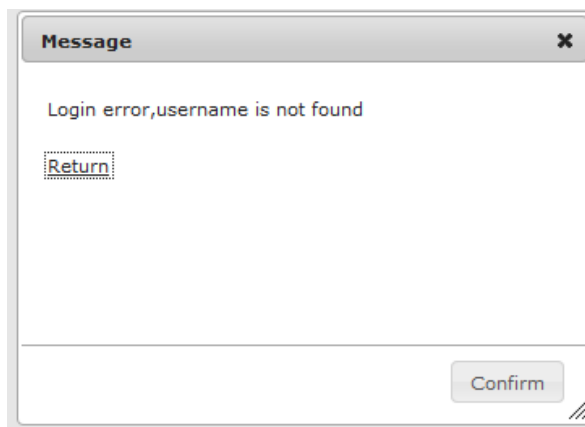 Message
Login error,username is not found
Return
Confirm